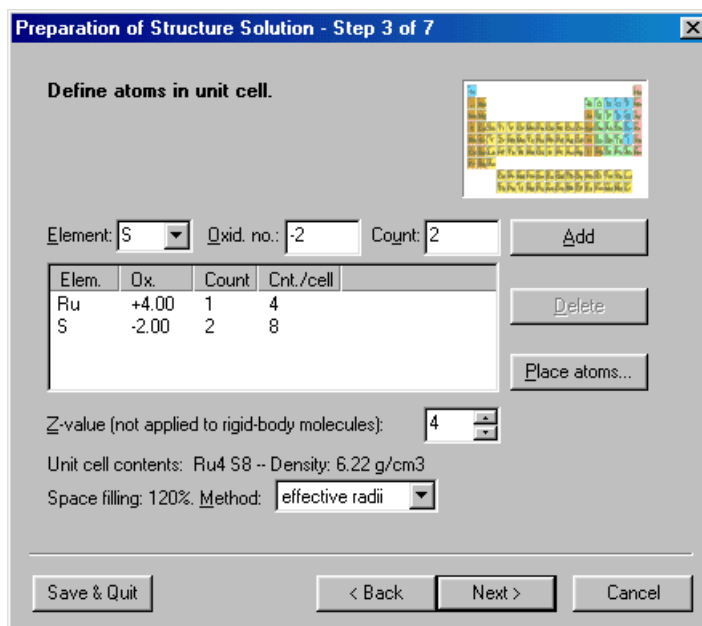 Preparation of Structure Solution - Step 3 of 7
Define atoms in unit cell.
Element: S Oxid. no.: -2 Count: 2 Add
Elem. Ox. Count Cnt./cell
Ru +4.00 1 4
S -2.00 2 8
Delete
Place atoms...
Z-value (not applied to rigid-body molecules): 4
Unit cell contents: Ru4 S8 -- Density: 6.22 g/cm3
Space filling: 120%. Method: effective radii
Save & Quit < Back Next > Cancel